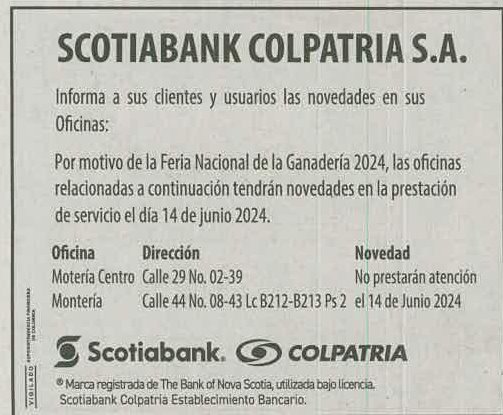 SCOTIABANK COLPATRIA S.A.
Informa a sus clientes y usuarios las novedades en sus
Oficinas:
Por motivo de la Feria Nacional de la Ganadería 2024, las oficinas
relacionadas a continuación tendrán novedades en la prestación
de servicio el día 14 de junio 2024.
Oficina Dirección Novedad
Motería Centro Calle 29 No. 02-39 No prestarán atención
Montería Calle 44 No. 08-43 Lc B212-B213 Ps 2 el 14 de Junio 2024
VIGILADO SUPERINTENDENCIA FINANCIERA DE COLOMBIA
Scotiabank® COLPATRIA
® Marca registrada de The Bank of Nova Scotia, utilizada bajo licencia.
Scotiabank Colpatria Establecimiento Bancario.